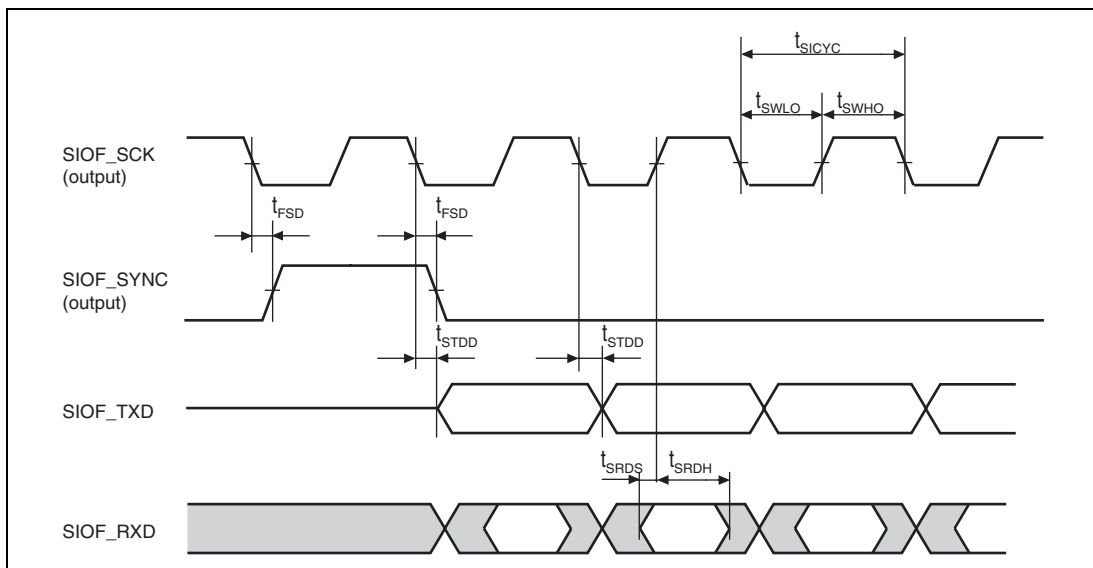 tSICYC
tSWLO tSWHO
SIOF_SCK
(output)
tFSD tFSD
SIOF_SYNC
(output)
tSTDD tSTDD
SIOF_TXD
tSRDS tSRDH
SIOF_RXD